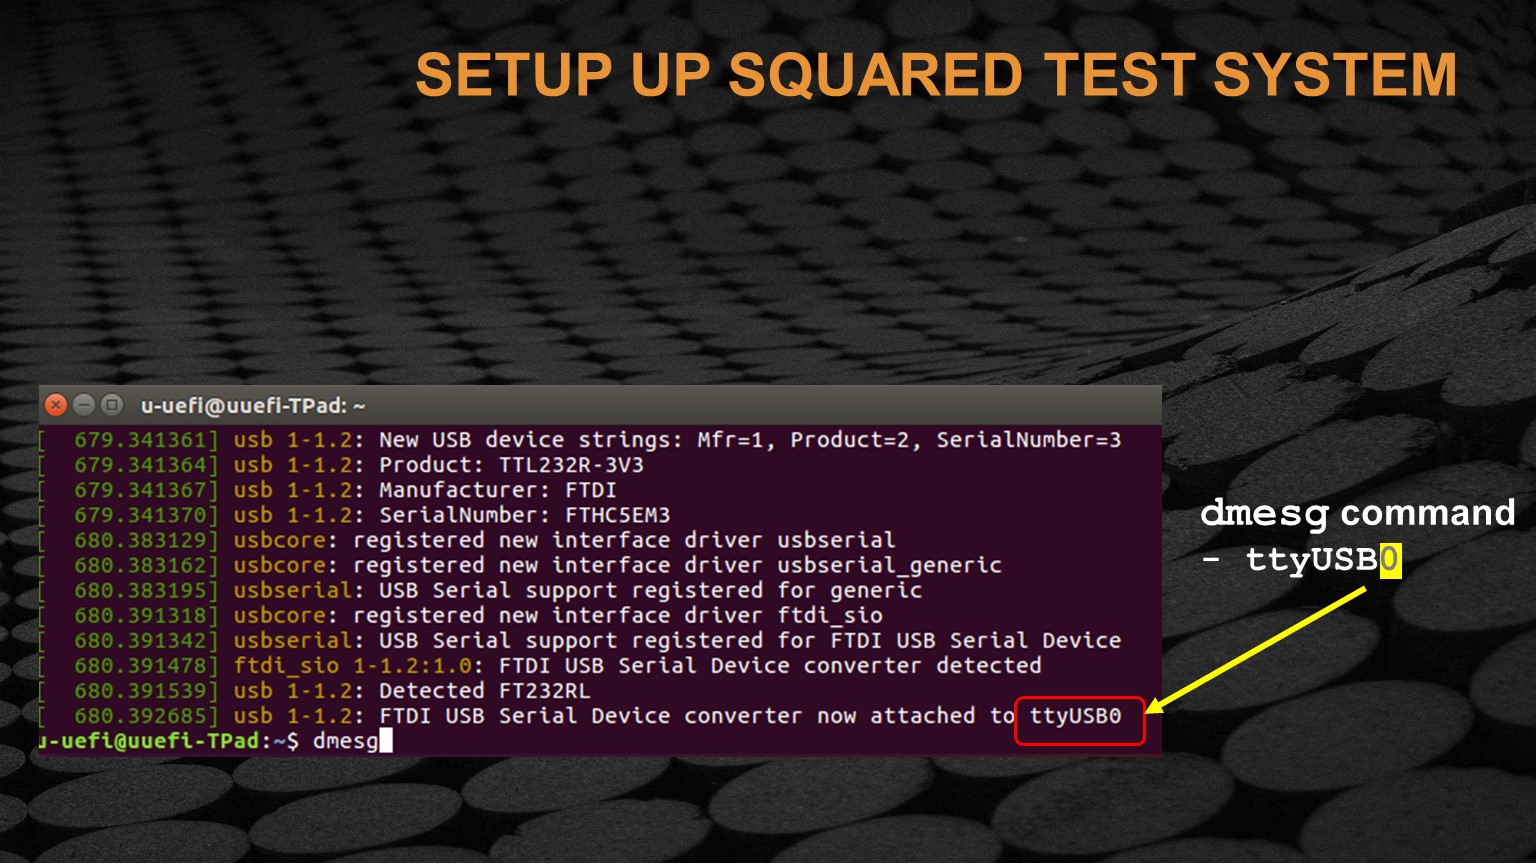 SETUP UP SQUARED TEST SYSTEM
u-uefi@uuefi-TPad: ~
[   679.341361] usb 1-1.2: New USB device strings: Mfr=1, Product=2, SerialNumber=3
[   679.341364] usb 1-1.2: Product: TTL232R-3V3
[   679.341367] usb 1-1.2: Manufacturer: FTDI
[   679.341370] usb 1-1.2: SerialNumber: FTHC5EM3
[   680.383129] usbcore: registered new interface driver usbserial
[   680.383162] usbcore: registered new interface driver usbserial_generic
[   680.383195] usbserial: USB Serial support registered for generic
[   680.391318] usbcore: registered new interface driver ftdi_sio
[   680.391342] usbserial: USB Serial support registered for FTDI USB Serial Device
[   680.391478] ftdi_sio 1-1.2:1.0: FTDI USB Serial Device converter detected
[   680.391539] usb 1-1.2: Detected FT232RL
[   680.392685] usb 1-1.2: FTDI USB Serial Device converter now attached to ttyUSB0
u-uefi@uuefi-TPad:~$ dmesg
dmesg command
- ttyUSB0